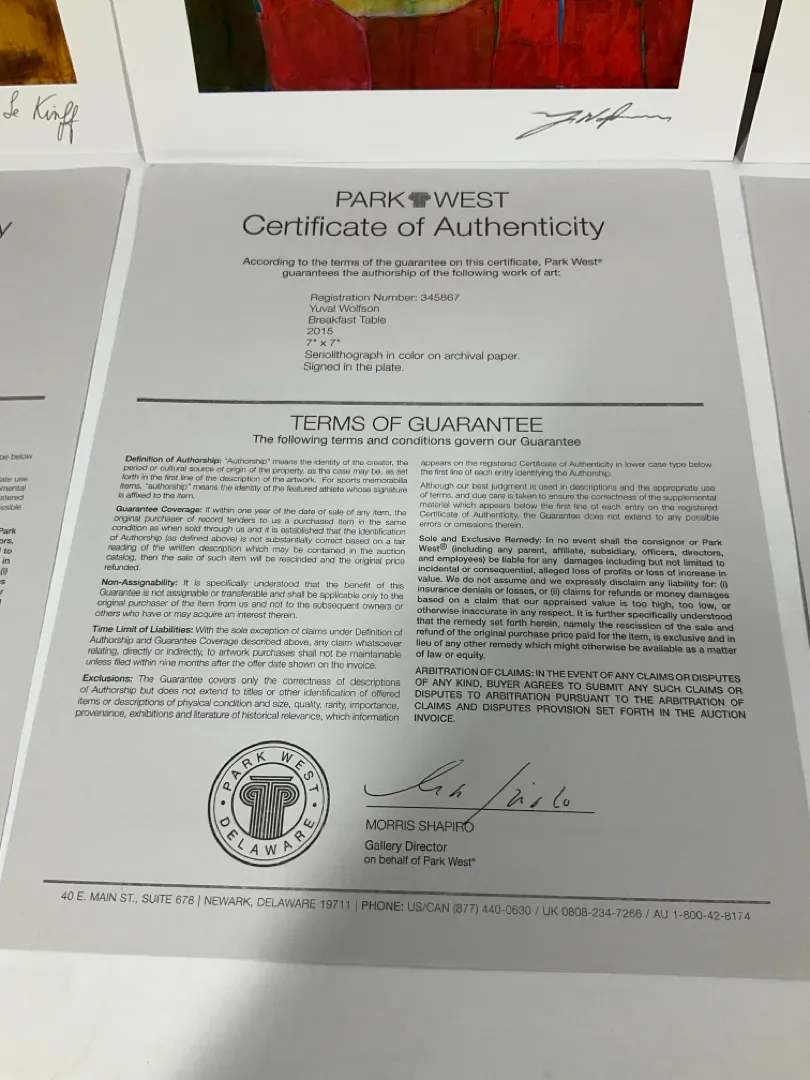 Le Kinff
PARK WEST
Certificate of Authenticity
According to the terms of the guarantee on this certificate, Park West®
guarantees the authorship of the following work of art:
Registration Number: 345867
Yuval Wolfson
Breakfast Table
2015
7" x 7"
Seriolithograph in color on archival paper.
Signed in the plate.
TERMS OF GUARANTEE
The following terms and conditions govern our Guarantee
Definition of Authorship: "Authorship" means the identity of the creator, the
period or cultural source of origin of the property, as the case may be, as set
forth in the first line of the description of the artwork. For sports memorabilia
items, "authorship" means the identity of the featured athlete whose signature
is affixed to the item.
Guarantee Coverage: If within one year of the date of sale of any item, the
original purchaser of record tenders to us a purchased item in the same
condition as when sold through us and it is established that the identification
of Authorship (as defined above) is not substantially correct based on a fair
reading of the written description which may be contained in the auction
catalog, then the sale of such item will be rescinded and the original price
refunded.
Non-Assignability: It is specifically understood that the benefit of this
Guarantee is not assignable or transferable and shall be applicable only to the
original purchaser of the item from us and not to the subsequent owners or
others who have or may acquire an interest therein.
Time Limit of Liabilities: With the sole exception of claims under Definition of
Authorship and Guarantee Coverage described above, any claim whatsoever
relating, directly or indirectly, to artwork purchases shall not be maintainable
unless filed within nine months after the offer date shown on the invoice.
Exclusions: The Guarantee covers only the correctness of descriptions
of Authorship but does not extend to titles or other identification of offered
items or descriptions of physical condition and size, quality, rarity, importance,
provenance, exhibitions and literature of historical relevance, which information
appears on the registered Certificate of Authenticity in lower case type below
the first line of each entry identifying the Authorship.
Although our best judgment is used in descriptions and the appropriate use
of terms, and due care is taken to ensure the correctness of the supplemental
material which appears below the first line of each entry on the registered
Certificate of Authenticity, the Guarantee does not extend to any possible
errors or omissions therein.
Sole and Exclusive Remedy: In no event shall the consignor or Park
West® (including any parent, affiliate, subsidiary, officers, directors,
and employees) be liable for any damages including but not limited to
incidental or consequential, alleged loss of profits or loss of increase in
value. We do not assume and we expressly disclaim any liability for: (i)
insurance denials or losses, or (ii) claims for refunds or money damages
based on a claim that our appraised value is too high, too low, or
otherwise inaccurate in any respect. It is further specifically understood
that the remedy set forth herein, namely the rescission of the sale and
refund of the original purchase price paid for the item, is exclusive and in
lieu of any other remedy which might otherwise be available as a matter
of law or equity.
ARBITRATION OF CLAIMS: IN THE EVENT OF ANY CLAIMS OR DISPUTES
OF ANY KIND, BUYER AGREES TO SUBMIT ANY SUCH CLAIMS OR
DISPUTES TO ARBITRATION PURSUANT TO THE ARBITRATION OF
CLAIMS AND DISPUTES PROVISION SET FORTH IN THE AUCTION
INVOICE.
PARK WEST
DELAWARE
MORRIS SHAPIRO
Gallery Director
on behalf of Park West®
40 E. MAIN ST., SUITE 678 | NEWARK, DELAWARE 19711 | PHONE: US/CAN (877) 440-0630 / UK 0808-234-7266 / AU 1-800-42-8174